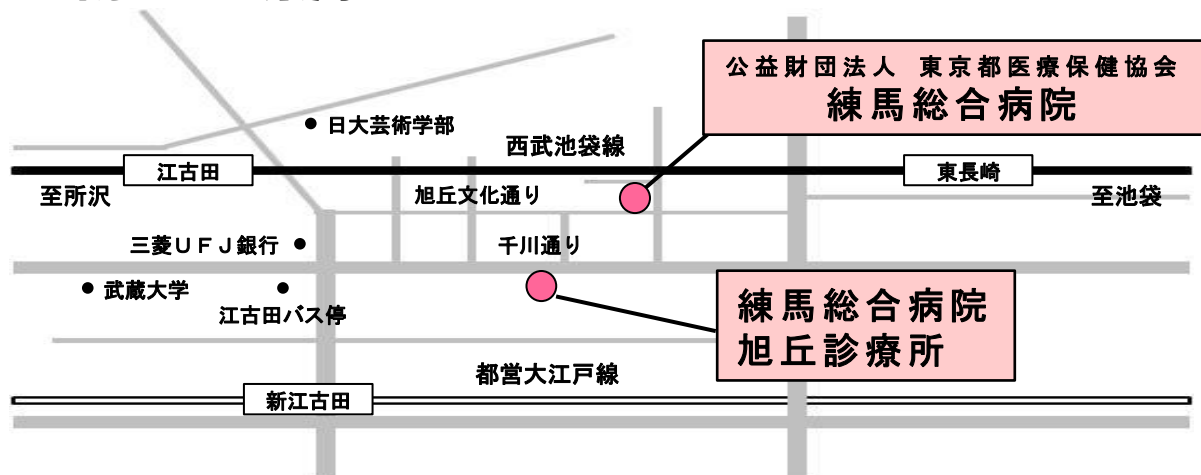 公益財団法人 東京都医療保健協会
練馬総合病院
日大芸術学部
西武池袋線
江古田
東長崎
至所沢
旭丘文化通り
至池袋
三菱ＵＦＪ銀行
千川通り
武蔵大学
江古田バス停
練馬総合病院
旭丘診療所
都営大江戸線
新江古田